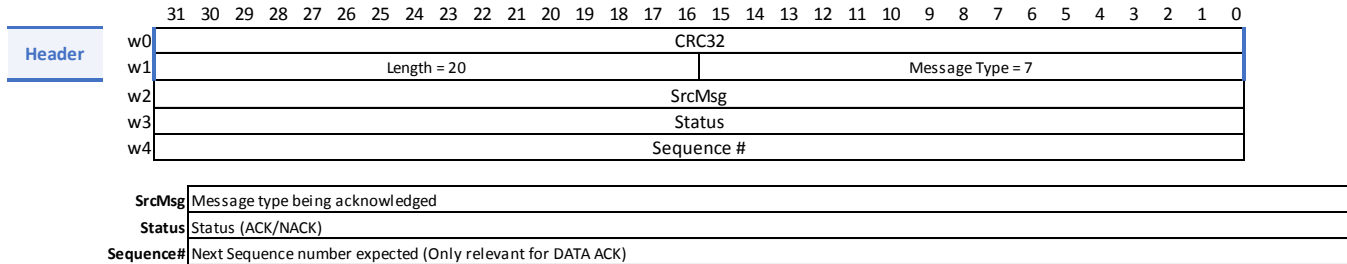 31 30 29 28 27 26 25 24 23 22 21 20 19 18 17 16 15 14 13 12 11 10 9 8 7 6 5 4 3 2 1 0
Header
w0 CRC32
w1 Length = 20 Message Type = 7
w2 SrcMsg
w3 Status
w4 Sequence #
SrcMsg Message type being acknowledged
Status Status (ACK/NACK)
Sequence# Next Sequence number expected (Only relevant for DATA ACK)